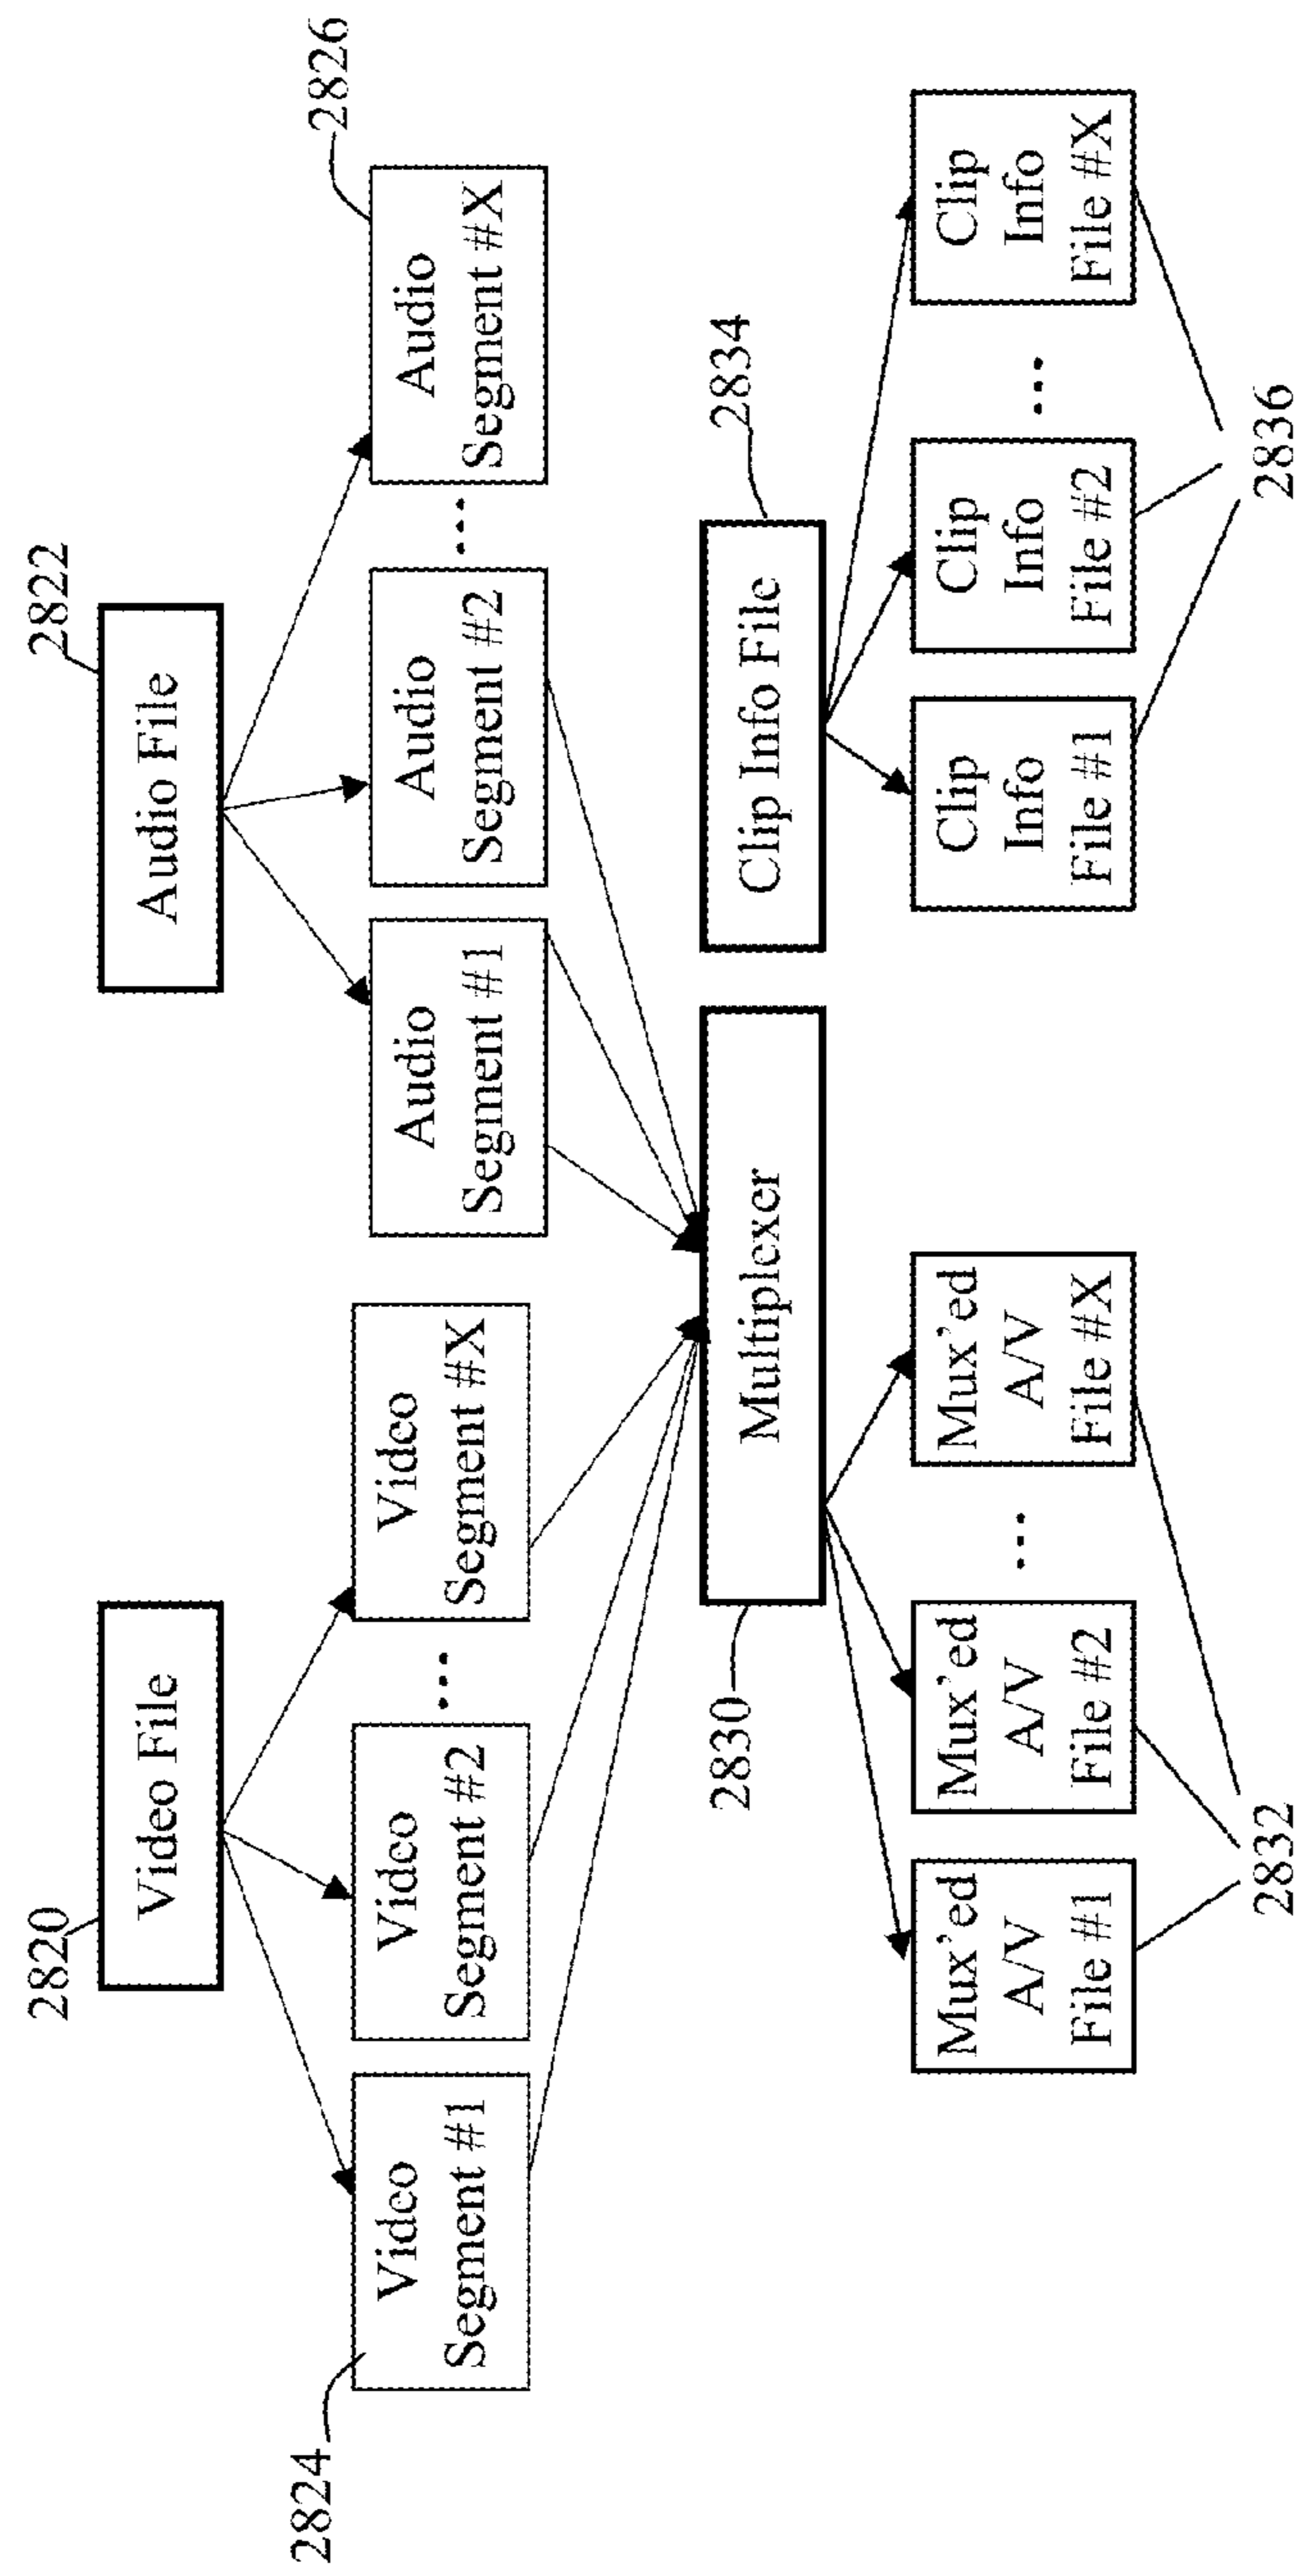 2820
Video File
2822
Audio File
2824
Video
Segment #1
Video
Segment #2
...
Video
Segment #X
Audio
Segment #1
Audio
Segment #2
...
Audio
Segment #X
2826
2830
Multiplexer
Clip Info File
2834
Mux'ed
A/V
File #1
Mux'ed
A/V
File #2
...
Mux'ed
A/V
File #X
2832
Clip
Info
File #1
Clip
Info
File #2
...
Clip
Info
File #X
2836